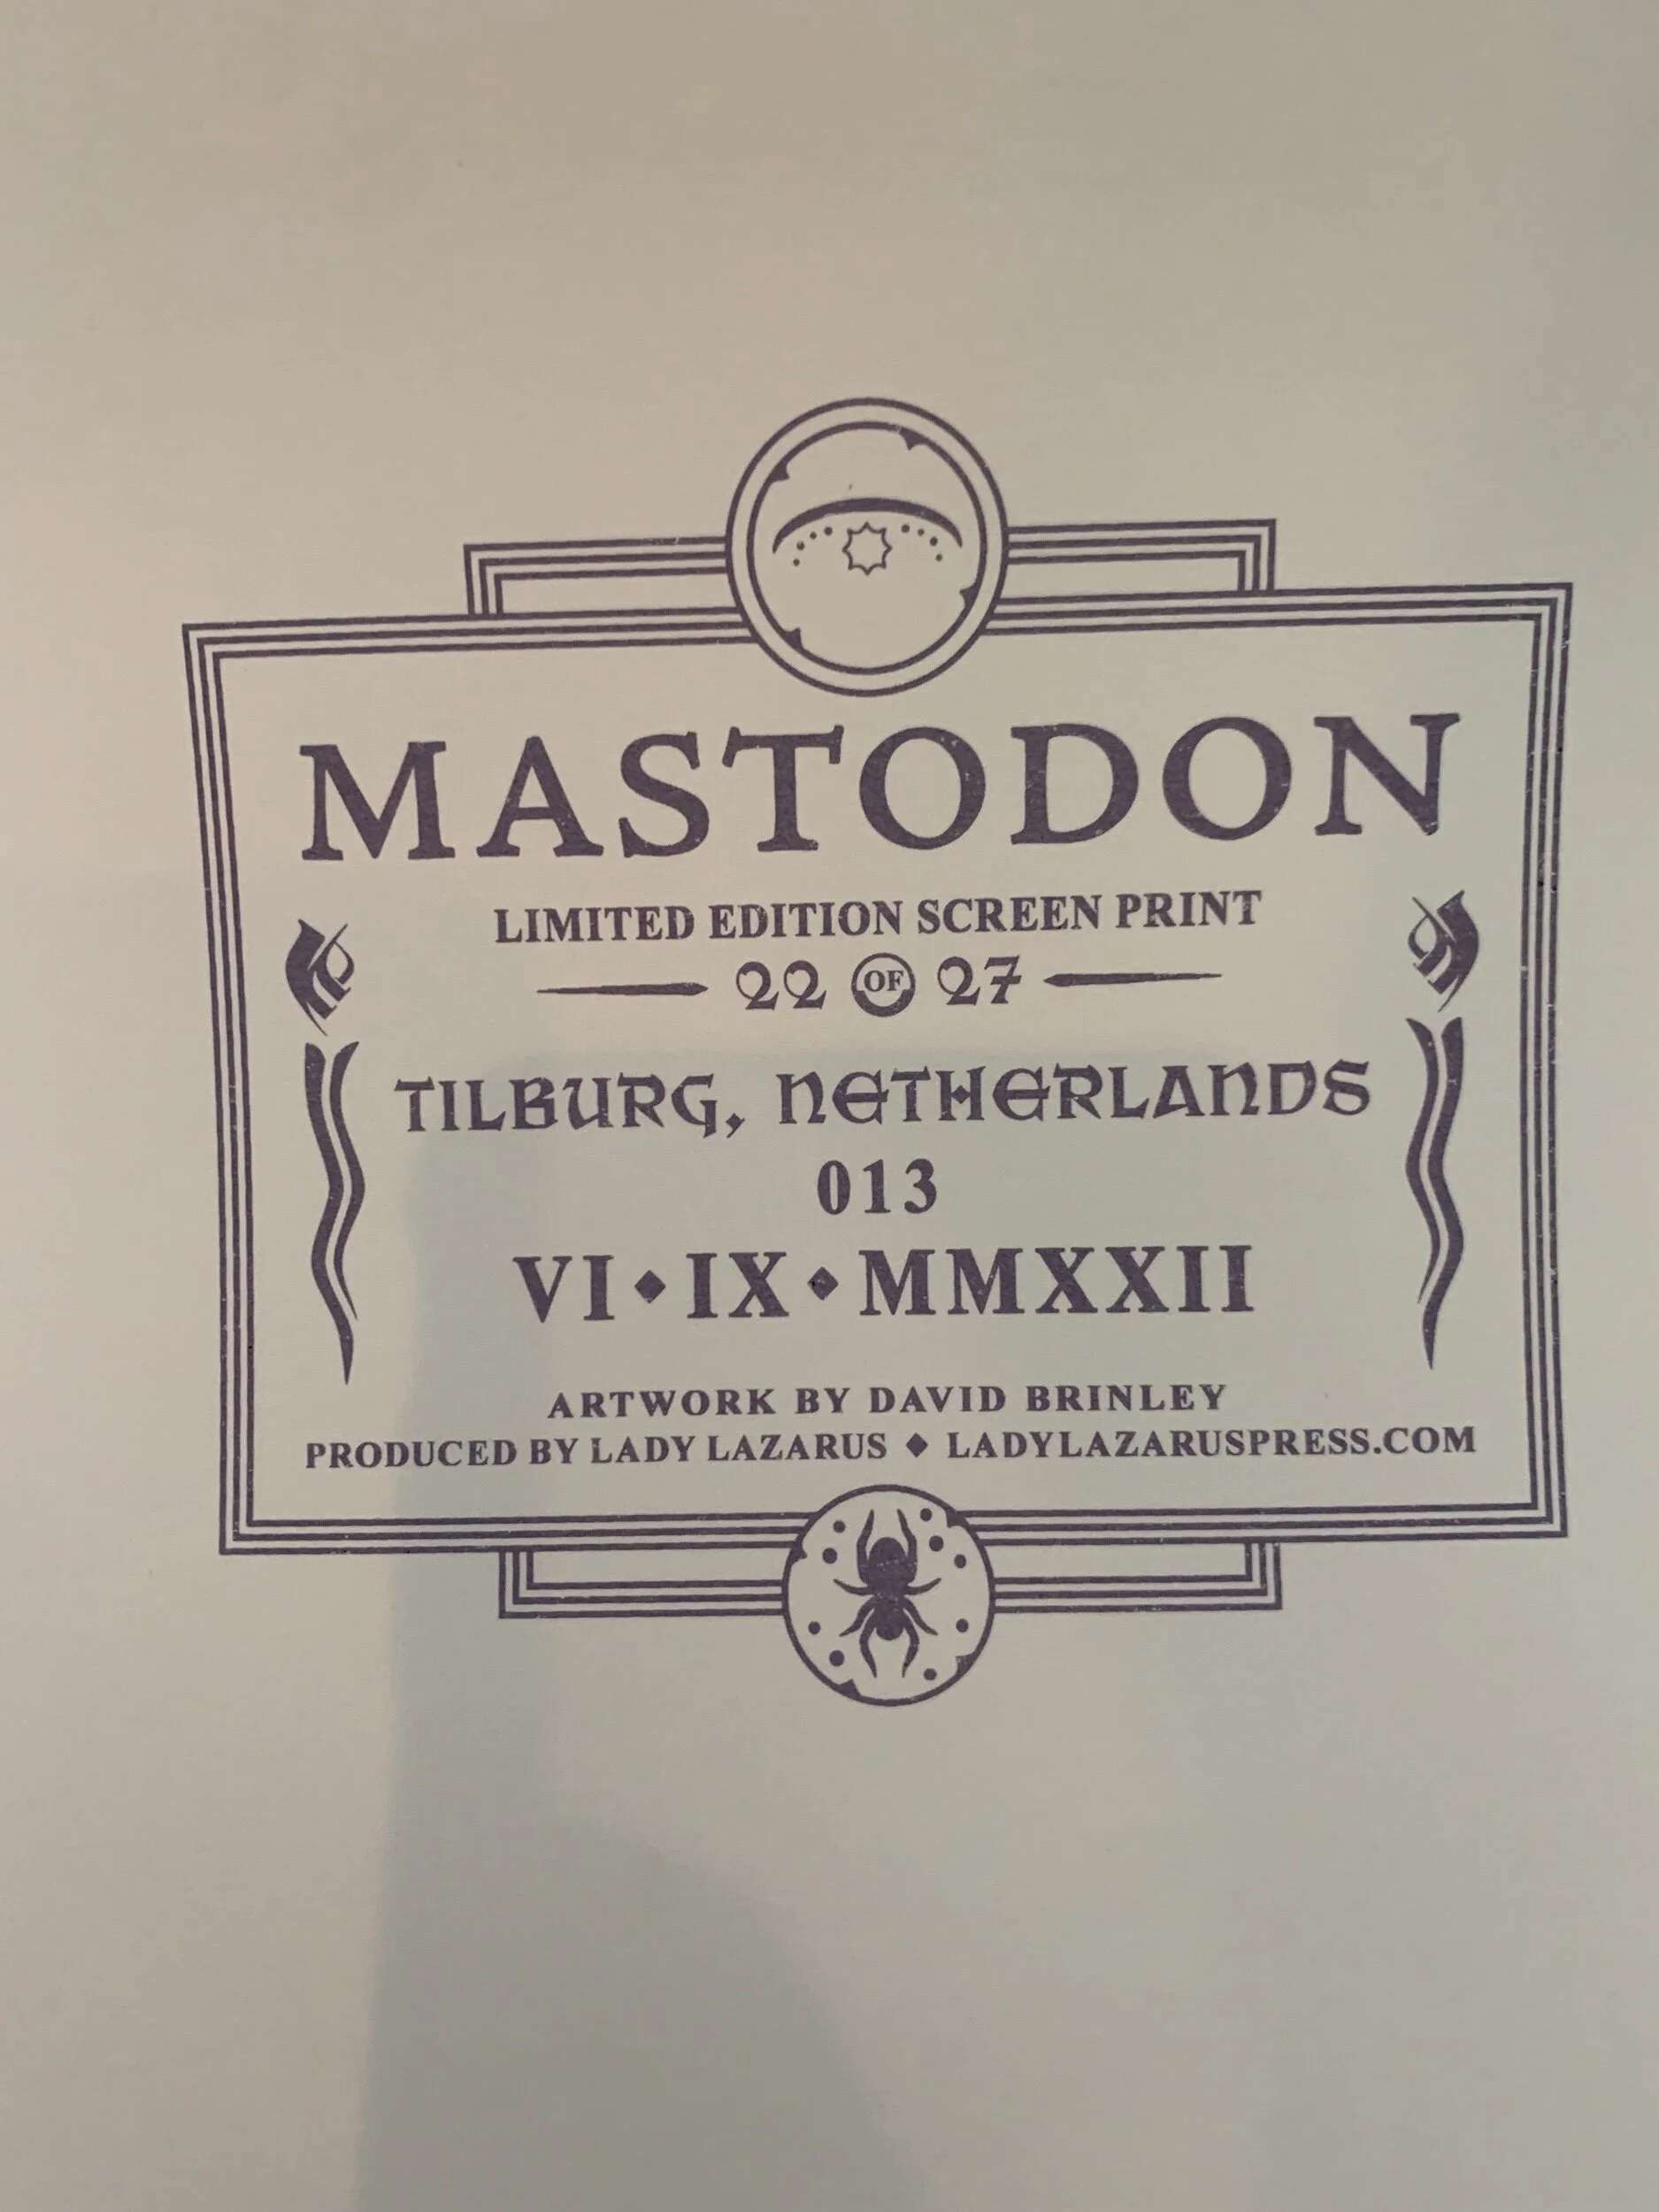 MASTODON
LIMITED EDITION SCREEN PRINT
22 OF 27
TILBURG, NETHERLANDS
013
VI◆IX◆MMXXII
ARTWORK BY DAVID BRINLEY
PRODUCED BY LADY LAZARUS ◆ LADYLAZARUSPRESS.COM